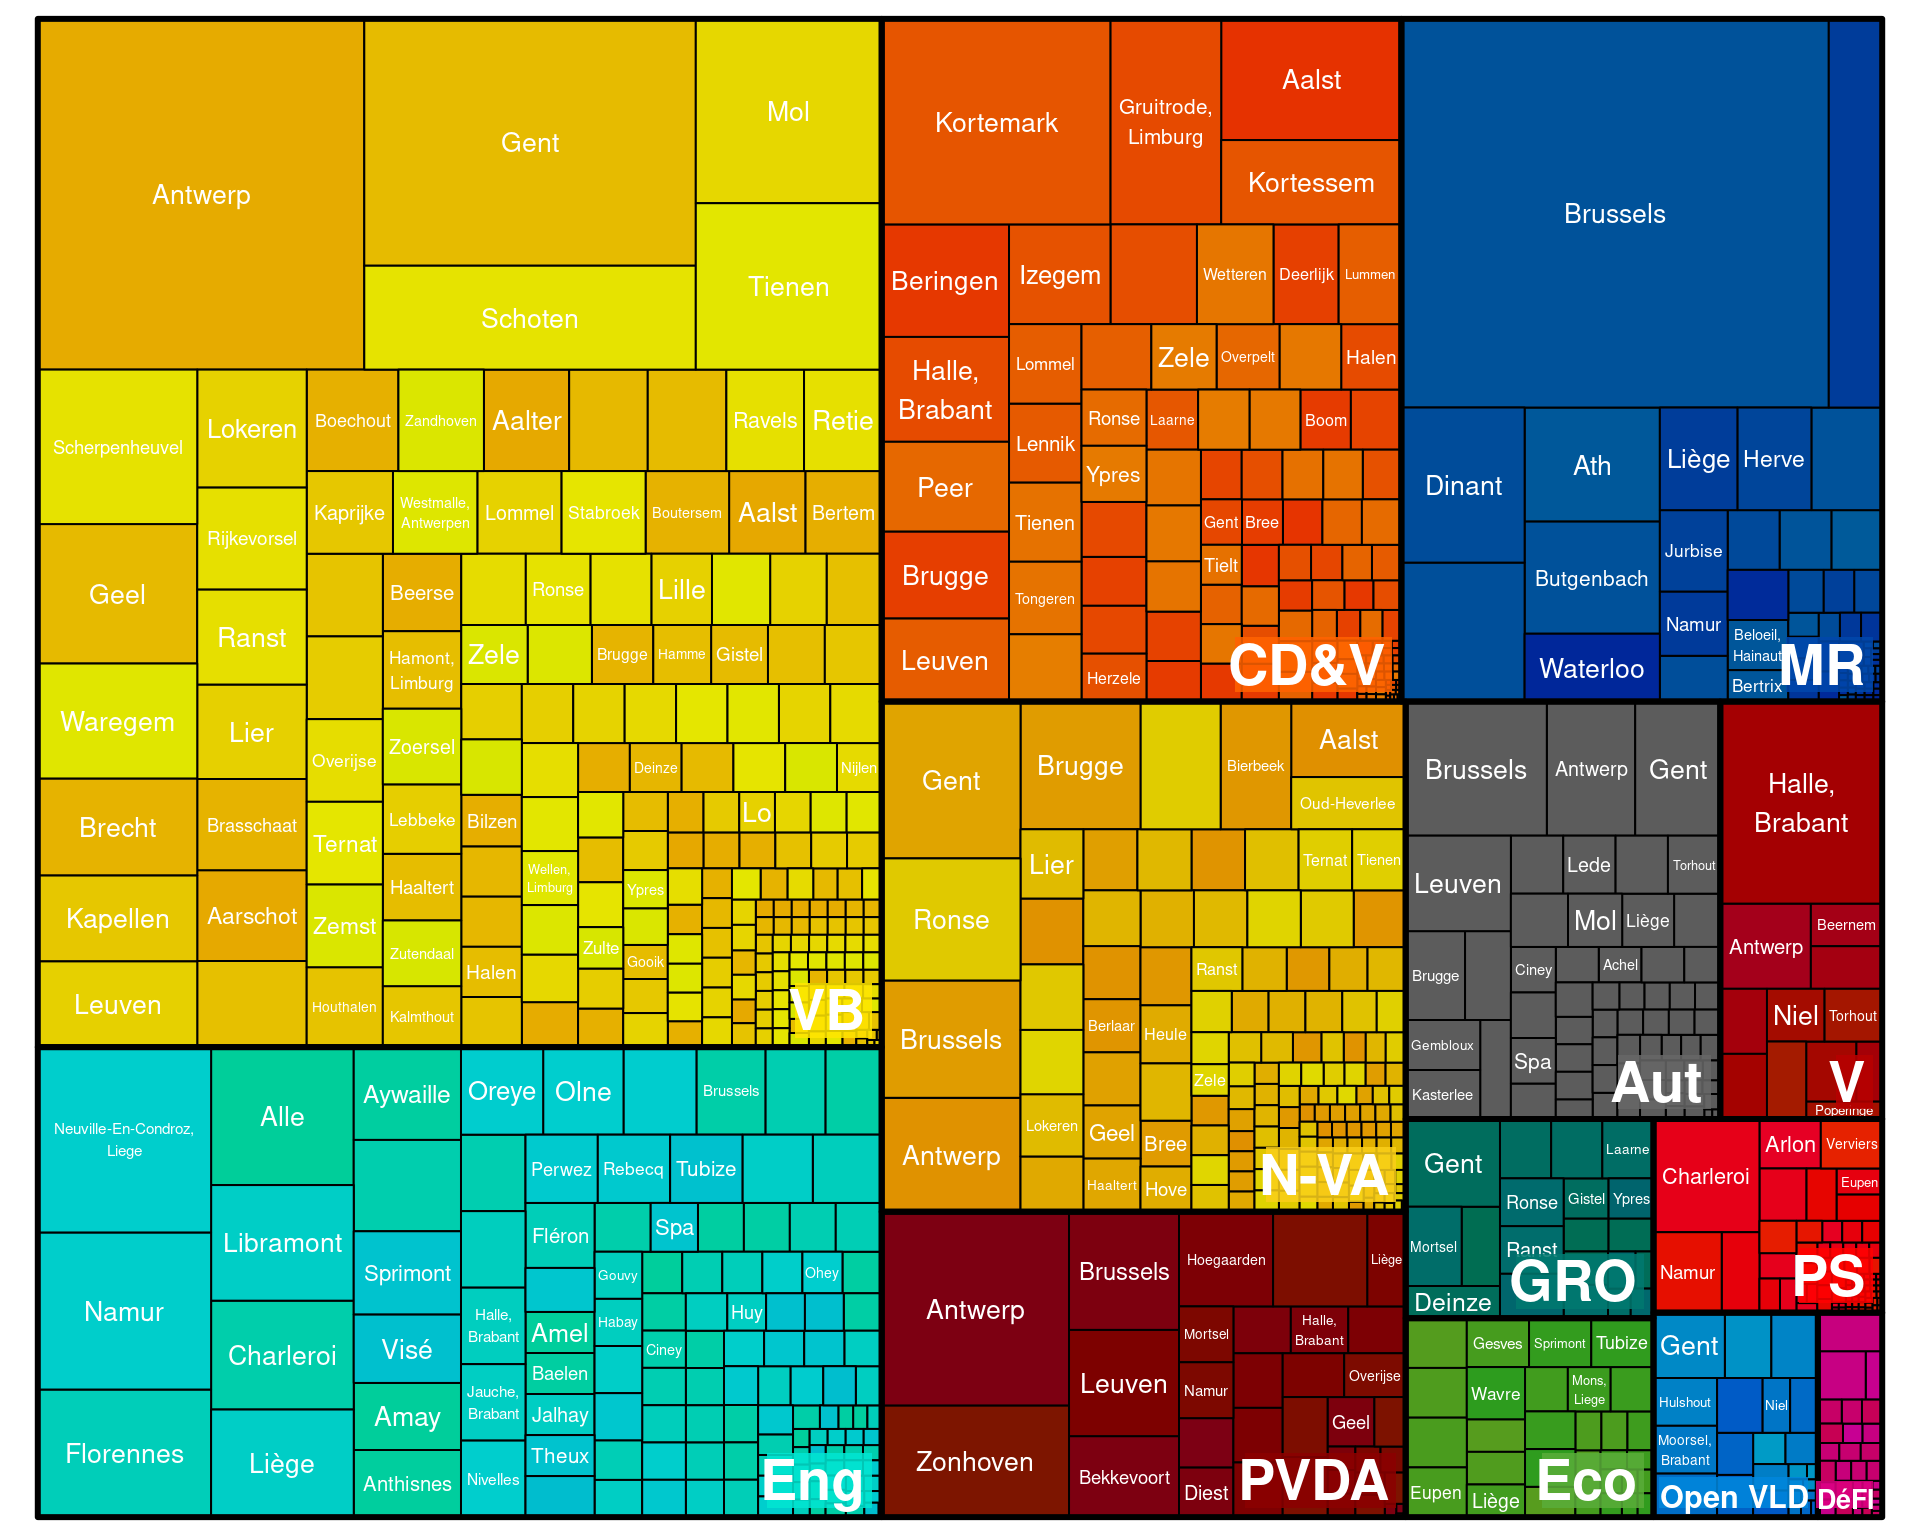 Antwerp
Gent
Mol
Schoten
Tienen
Scherpenheuvel
Lokeren
Boechout
Zandhoven
Aalter
Ravels
Retie
Kaprijke
Westmalle,
Antwerpen
Lommel
Stabroek
Boutersem
Aalst
Bertem
Rijkevorsel
Geel
Ranst
Beerse
Ronse
Lille
Hamont,
Limburg
Zele
Brugge
Hamme
Gistel
Waregem
Lier
Overijse
Zoersel
Deinze
Nijlen
Brecht
Brasschaat
Ternat
Lebbeke
Bilzen
Lo
Haaltert
Wellen,
Limburg
Ypres
Kapellen
Aarschot
Zemst
Zutendaal
Zulte
Gooik
Halen
Leuven
Houthalen
Kalmthout
VB
Kortemark
Gruitrode,
Limburg
Aalst
Kortessem
Beringen
Izegem
Wetteren
Deerlijk
Lummen
Halle,
Brabant
Lommel
Zele
Overpelt
Halen
Lennik
Ronse
Laarne
Boom
Peer
Ypres
Tienen
Gent
Bree
Brugge
Tongeren
Tielt
Leuven
Herzele
CD&V
Brussels
Dinant
Ath
Liège
Herve
Butgenbach
Jurbise
Namur
Waterloo
Beloeil,
Hainaut
Bertrix
MR
Gent
Brugge
Bierbeek
Aalst
Oud-Heverlee
Lier
Ternat
Tienen
Ronse
Ranst
Brussels
Berlaar
Heule
Zele
Antwerp
Lokeren
Geel
Bree
Haaltert
Hove
N-VA
Brussels
Antwerp
Gent
Leuven
Lede
Torhout
Mol
Liège
Brugge
Ciney
Achel
Gembloux
Spa
Kasterlee
Aut
Halle,
Brabant
Antwerp
Beernem
Niel
Torhout
Poperinge
V
Neuville-En-Condroz,
Liege
Alle
Aywaille
Oreye
Olne
Brussels
Perwez
Rebecq
Tubize
Libramont
Fléron
Spa
Namur
Sprimont
Gouvy
Ohey
Halle,
Brabant
Habay
Huy
Charleroi
Visé
Amel
Ciney
Baelen
Jauche,
Brabant
Jalhay
Amay
Florennes
Liège
Anthisnes
Nivelles
Theux
Eng
Antwerp
Brussels
Hoegaarden
Liège
Mortsel
Halle,
Brabant
Leuven
Namur
Overijse
Geel
Zonhoven
Bekkevoort
Diest
PVDA
Gent
Laarne
Ronse
Gistel
Ypres
Mortsel
Ranst
Deinze
GRO
Charleroi
Arlon
Verviers
Eupen
Namur
PS
Gesves
Sprimont
Tubize
Wavre
Mons,
Liege
Eupen
Liège
Eco
Gent
Hulshout
Niel
Moorsel,
Brabant
Open VLD
DéFI